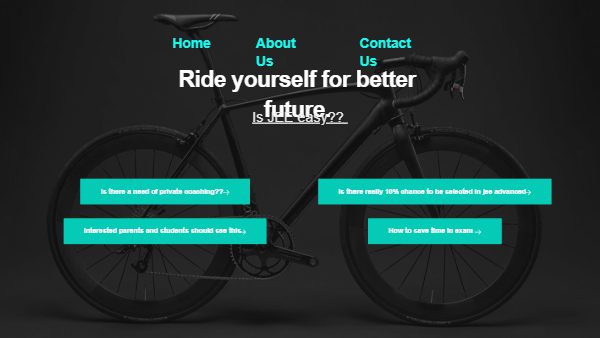 Home About Contact
Us Us
Ride yourself for better
future.
Is JEE easy??
Is there a need of private coaching??→
Is there really 10% chance to be selected in jee advanced→
Interested parents and students should see this→
How to save time in exam →